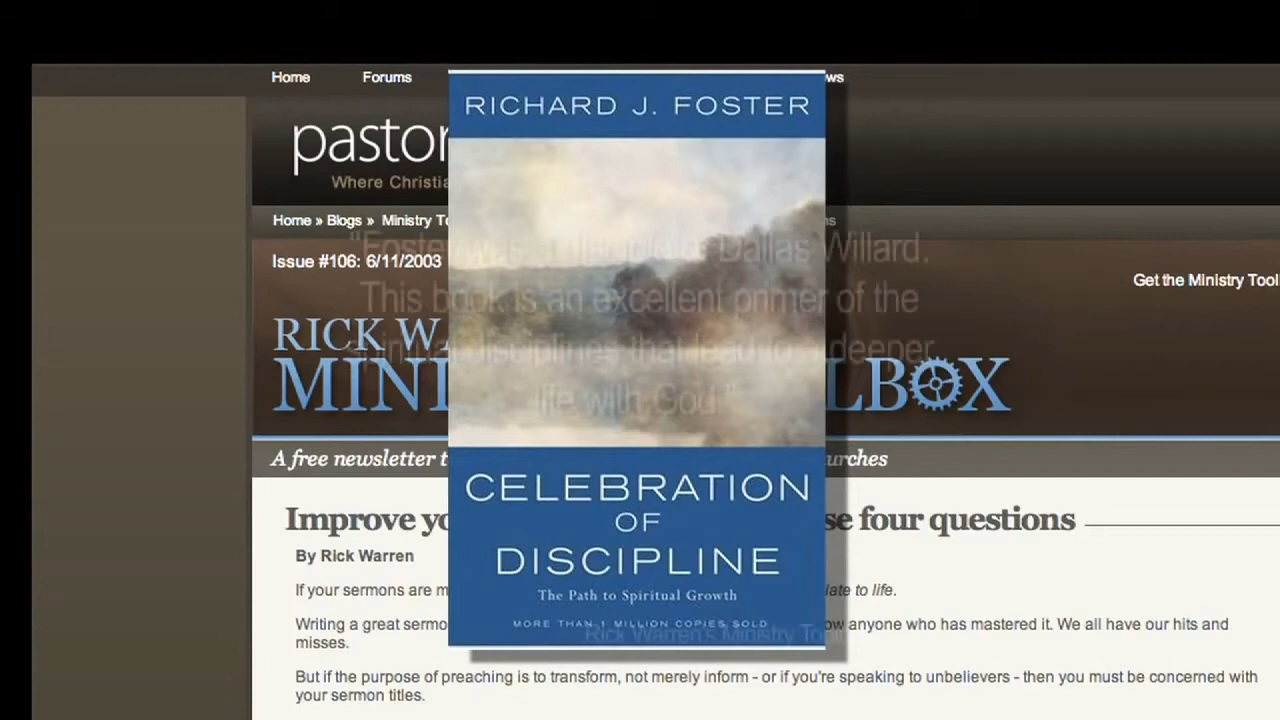 Home Forums ws
pastor
Where Christia
Home » Blogs » Ministry To ns
Issue #106: 6/11/2003
Get the Ministry Tool
RICK WA
MINI LBOX
A free newsletter t urches
RICHARD J. FOSTER
"Foster was a disciple of Dallas Willard.
This book is an excellent primer of the
spiritual disciplines that lead to a deeper
life with God."
CELEBRATION
OF
DISCIPLINE
The Path to Spiritual Growth
MORE THAN 1 MILLION COPIES SOLD
Rick Warren's Ministry Tool
Improve yo se four questions
By Rick Warren
If your sermons are m late to life.
Writing a great sermo ow anyone who has mastered it. We all have our hits and
misses.
But if the purpose of preaching is to transform, not merely inform - or if you're speaking to unbelievers - then you must be concerned with
your sermon titles.